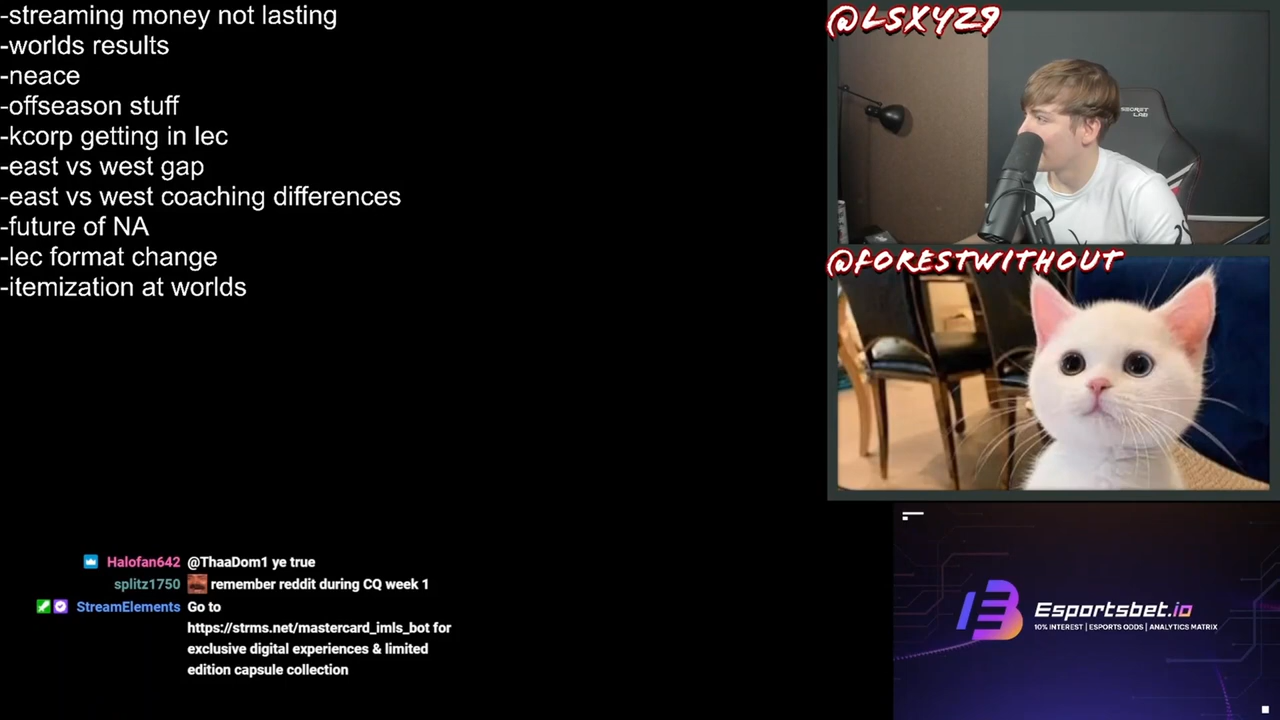 -streaming money not lasting
-worlds results
-neace
-offseason stuff
-kcorp getting in lec
-east vs west gap
-east vs west coaching differences
-future of NA
-lec format change
-itemization at worlds
@LSXYZ9
SECRET
LAB
@FORESTWITHOUT
Halofan642 @ThaaDom1 ye true
splitz1750 remember reddit during CQ week 1
StreamElements Go to
https://strms.net/mastercard_imls_bot for
exclusive digital experiences & limited
edition capsule collection
Esportsbet.io
10% INTEREST | ESPORTS ODDS | ANALYTICS MATRIX